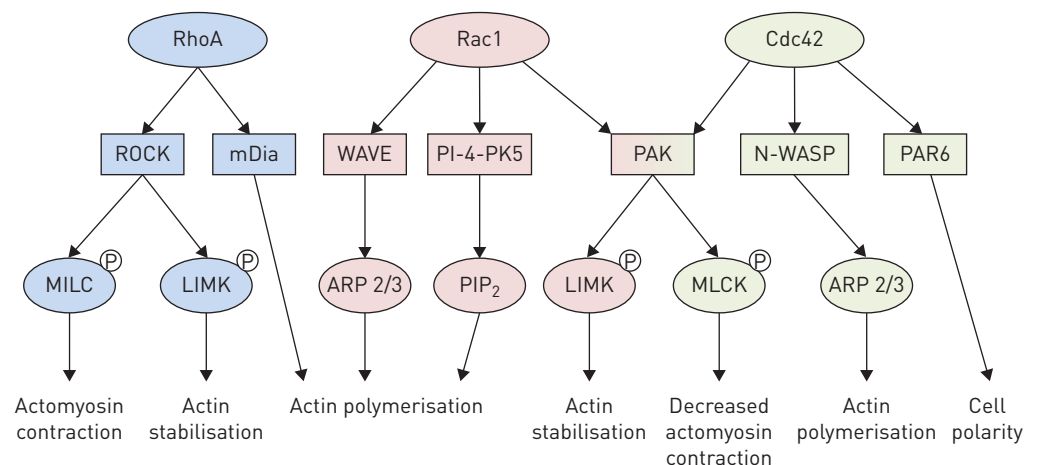 RhoA
Rac1
Cdc42
ROCK
mDia
WAVE
PI-4-PK5
PAK
N-WASP
PAR6
MILC
P
LIMK
P
ARP 2/3
PIP2
LIMK
P
MLCK
P
ARP 2/3
Actomyosin
contraction
Actin
stabilisation
Actin polymerisation
Actin
stabilisation
Decreased
actomyosin
contraction
Actin
polymerisation
Cell
polarity